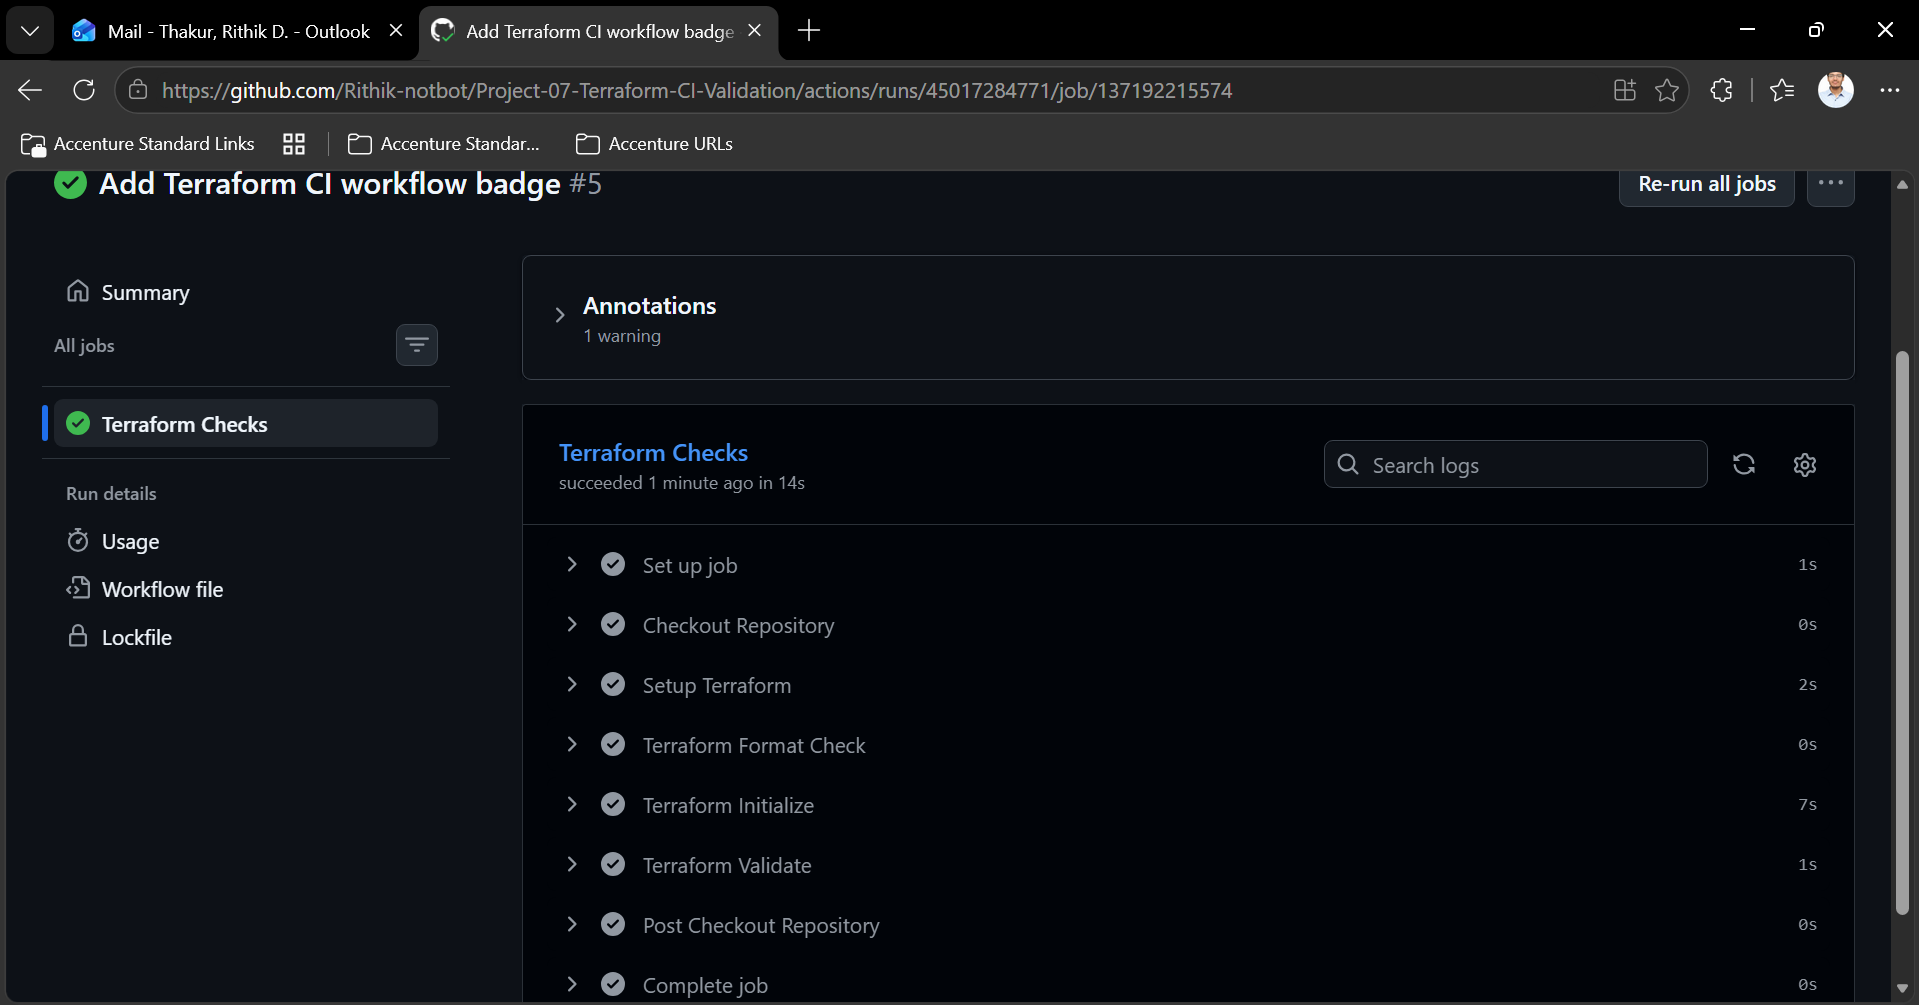 Mail - Thakur, Rithik D. - Outlook
Add Terraform CI workflow badge
https://github.com/Rithik-notbot/Project-07-Terraform-CI-Validation/actions/runs/45017284771/job/137192215574
Accenture Standard Links
Accenture Standar...
Accenture URLs
Add Terraform CI workflow badge #5
Re-run all jobs
Summary
All jobs
Terraform Checks
Run details
Usage
Workflow file
Lockfile
Annotations
1 warning
Terraform Checks
succeeded 1 minute ago in 14s
Search logs
Set up job 1s
Checkout Repository 0s
Setup Terraform 2s
Terraform Format Check 0s
Terraform Initialize 7s
Terraform Validate 1s
Post Checkout Repository 0s
Complete job 0s